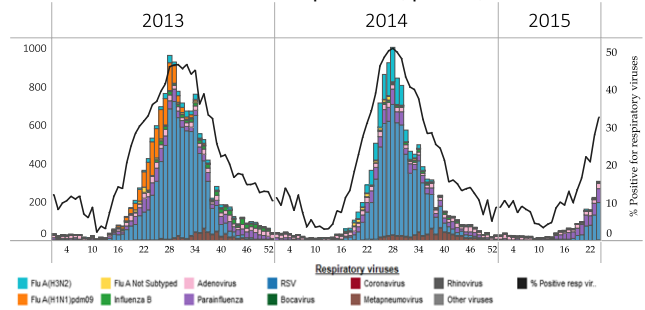 2013 2014 2015
1000 50
800 40
600 30
400 20
200 10
0 0
% Positive for respiratory viruses
4 10 16 22 28 34 40 46 52 4 10 16 22 28 34 40 46 52 4 10 16 22
Respiratory viruses
Flu A(H3N2) Flu A Not Subtyped Adenovirus RSV Coronavirus Rhinovirus % Positive resp vir..
Flu A(H1N1)pdm09 Influenza B Parainfluenza Bocavirus Metapneumovirus Other viruses